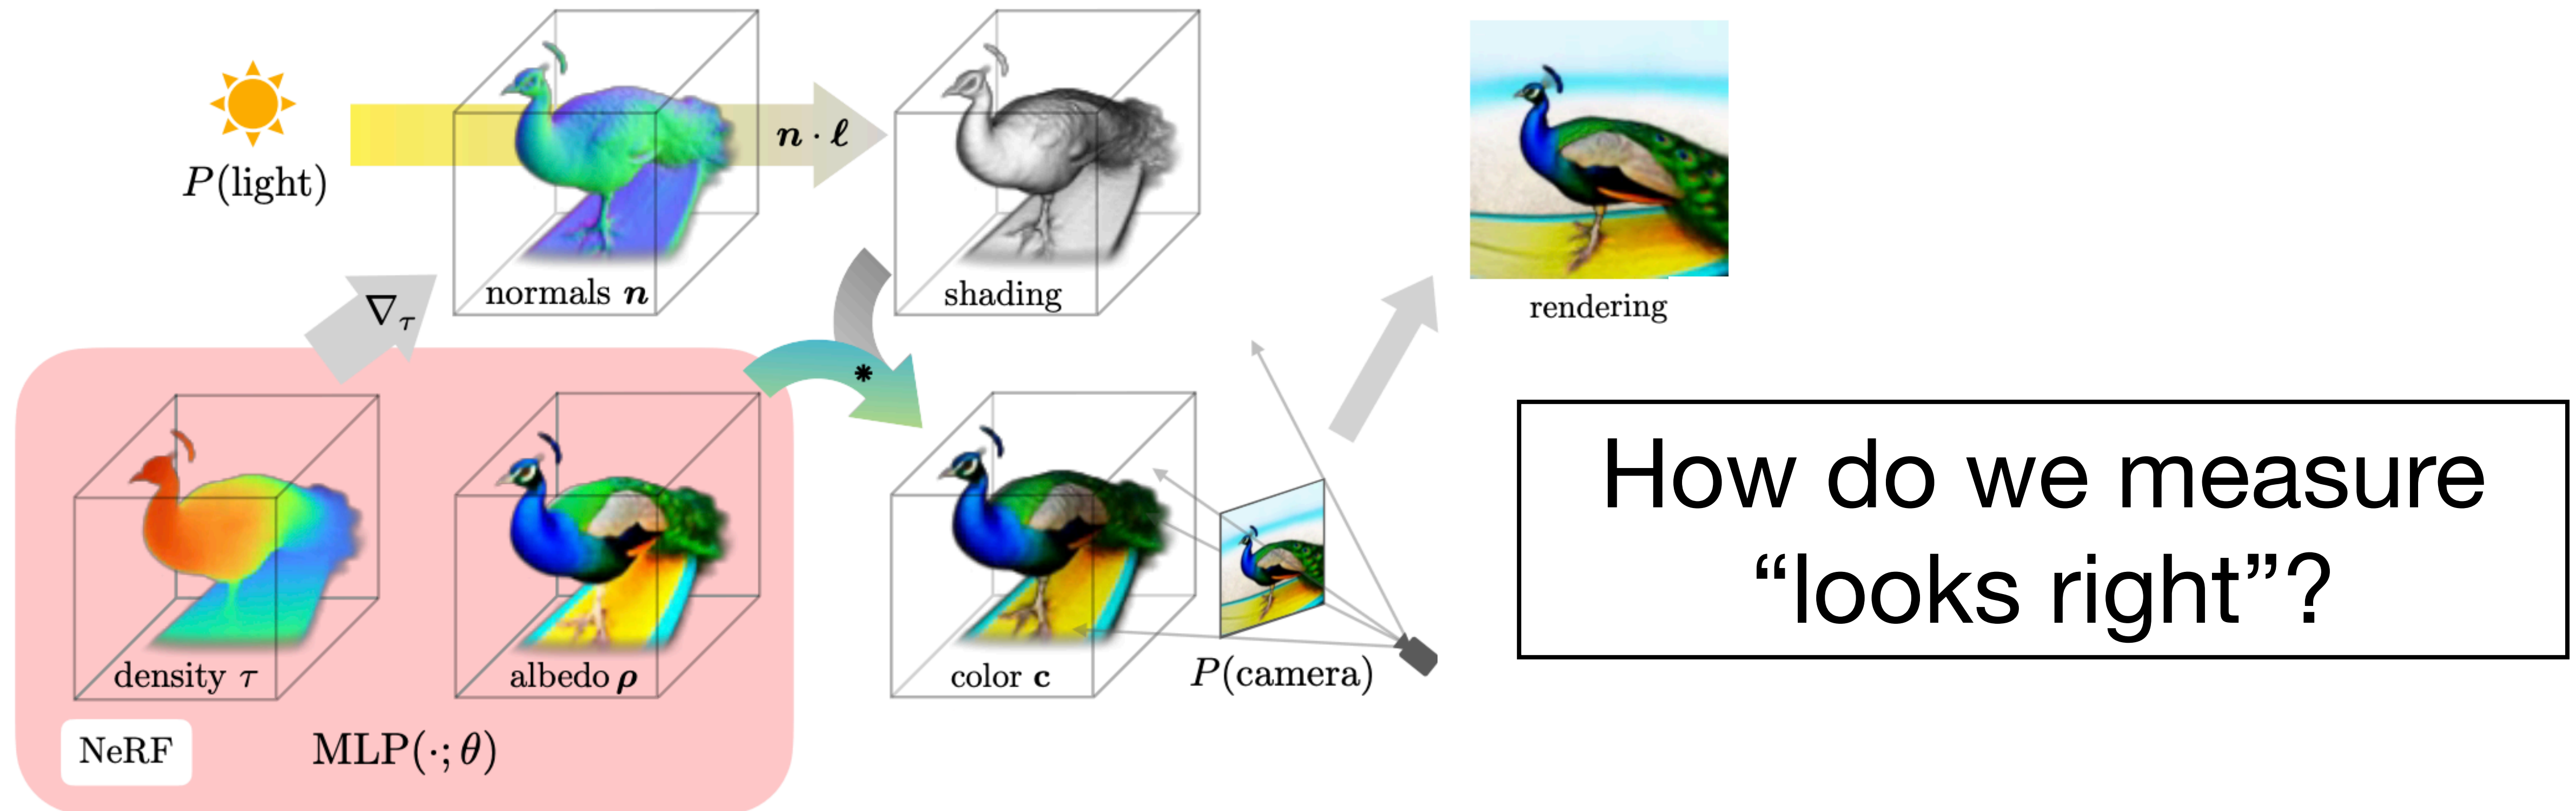 P(light)
n · ℓ
normals n
shading
rendering
∇τ
*
density τ
albedo ρ
color c
P(camera)
NeRF
MLP(·; θ)
How do we measure
“looks right”?